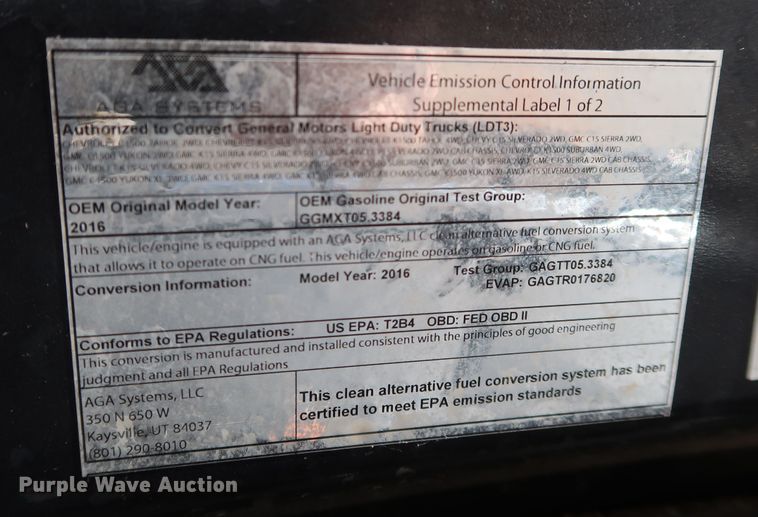 AGA SYSTEMS
Vehicle Emission Control Information
Supplemental Label 1 of 2
Authorized to Convert General Motors Light Duty Trucks (LDT3):
OEM Original Model Year:
2016
OEM Gasoline Original Test Group:
GGMXT05.3384
This vehicle/engine is equipped with an AGA Systems, LLC clean alternative fuel conversion system
that allows it to operate on CNG fuel. This vehicle/engine operates on gasoline or CNG fuel.
Conversion Information:
Model Year: 2016
Test Group: GAGTT05.3384
EVAP: GAGTR0176820
Conforms to EPA Regulations:
US EPA: T2B4 OBD: FED OBD II
This conversion is manufactured and installed consistent with the principles of good engineering
judgment and all EPA Regulations
AGA Systems, LLC
350 N 650 W
Kaysville, UT 84037
(801) 290-8010
This clean alternative fuel conversion system has been
certified to meet EPA emission standards
Purple Wave Auction